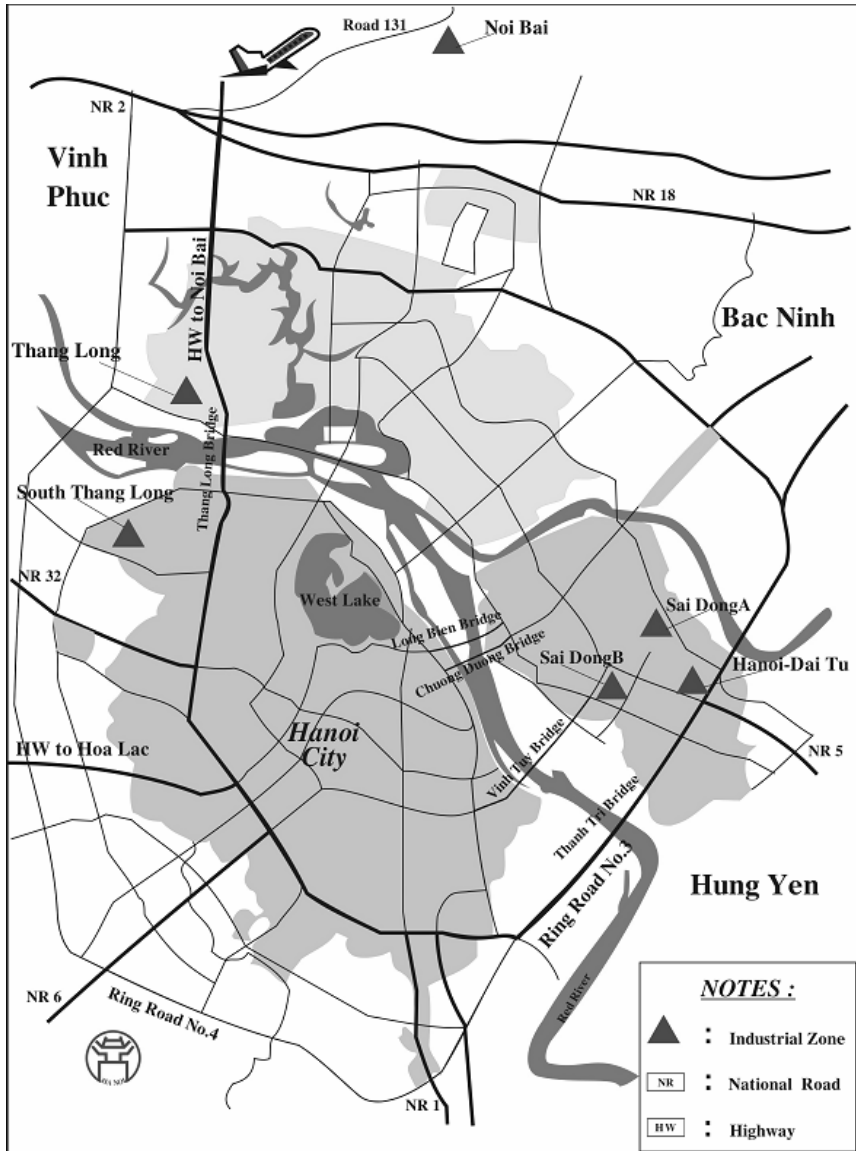 Road 131
Noi Bai
NR 2
Vinh
Phuc
NR 18
HW to Noi Bai
Bac Ninh
Thang Long
Red River
Thang Long Bridge
South Thang Long
NR 32
West Lake
Long Bien Bridge
Chuong Duong Bridge
Sai DongA
Sai DongB
Hanoi-Dai Tu
Hanoi
City
HW to Hoa Lac
NR 5
Vinh Tuy Bridge
Thanh Tri Bridge
Ring Road No.3
Hung Yen
NR 6
Ring Road No.4
Red River
HA NOI
NR 1
NOTES :
: Industrial Zone
NR : National Road
HW : Highway